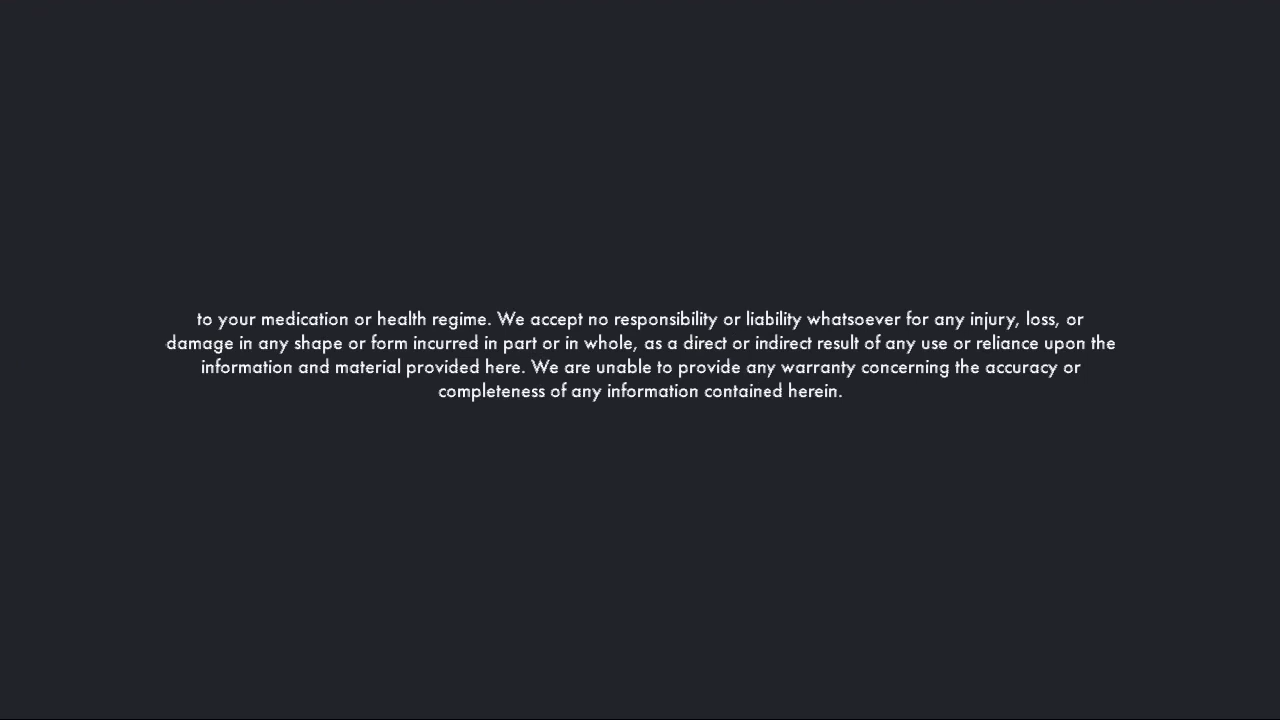 to your medication or health regime. We accept no responsibility or liability whatsoever for any injury, loss, or
damage in any shape or form incurred in part or in whole, as a direct or indirect result of any use or reliance upon the
information and material provided here. We are unable to provide any warranty concerning the accuracy or
completeness of any information contained herein.